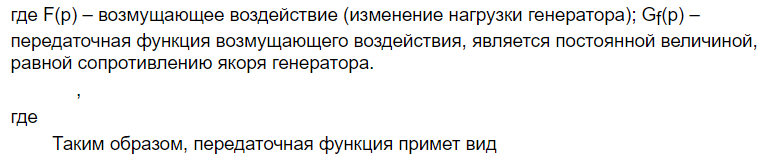 где F(p) – возмущающее воздействие (изменение нагрузки генератора); Gf(p) –
передаточная функция возмущающего воздействия, является постоянной величиной,
равной сопротивлению якоря генератора.
,
где
Таким образом, передаточная функция примет вид